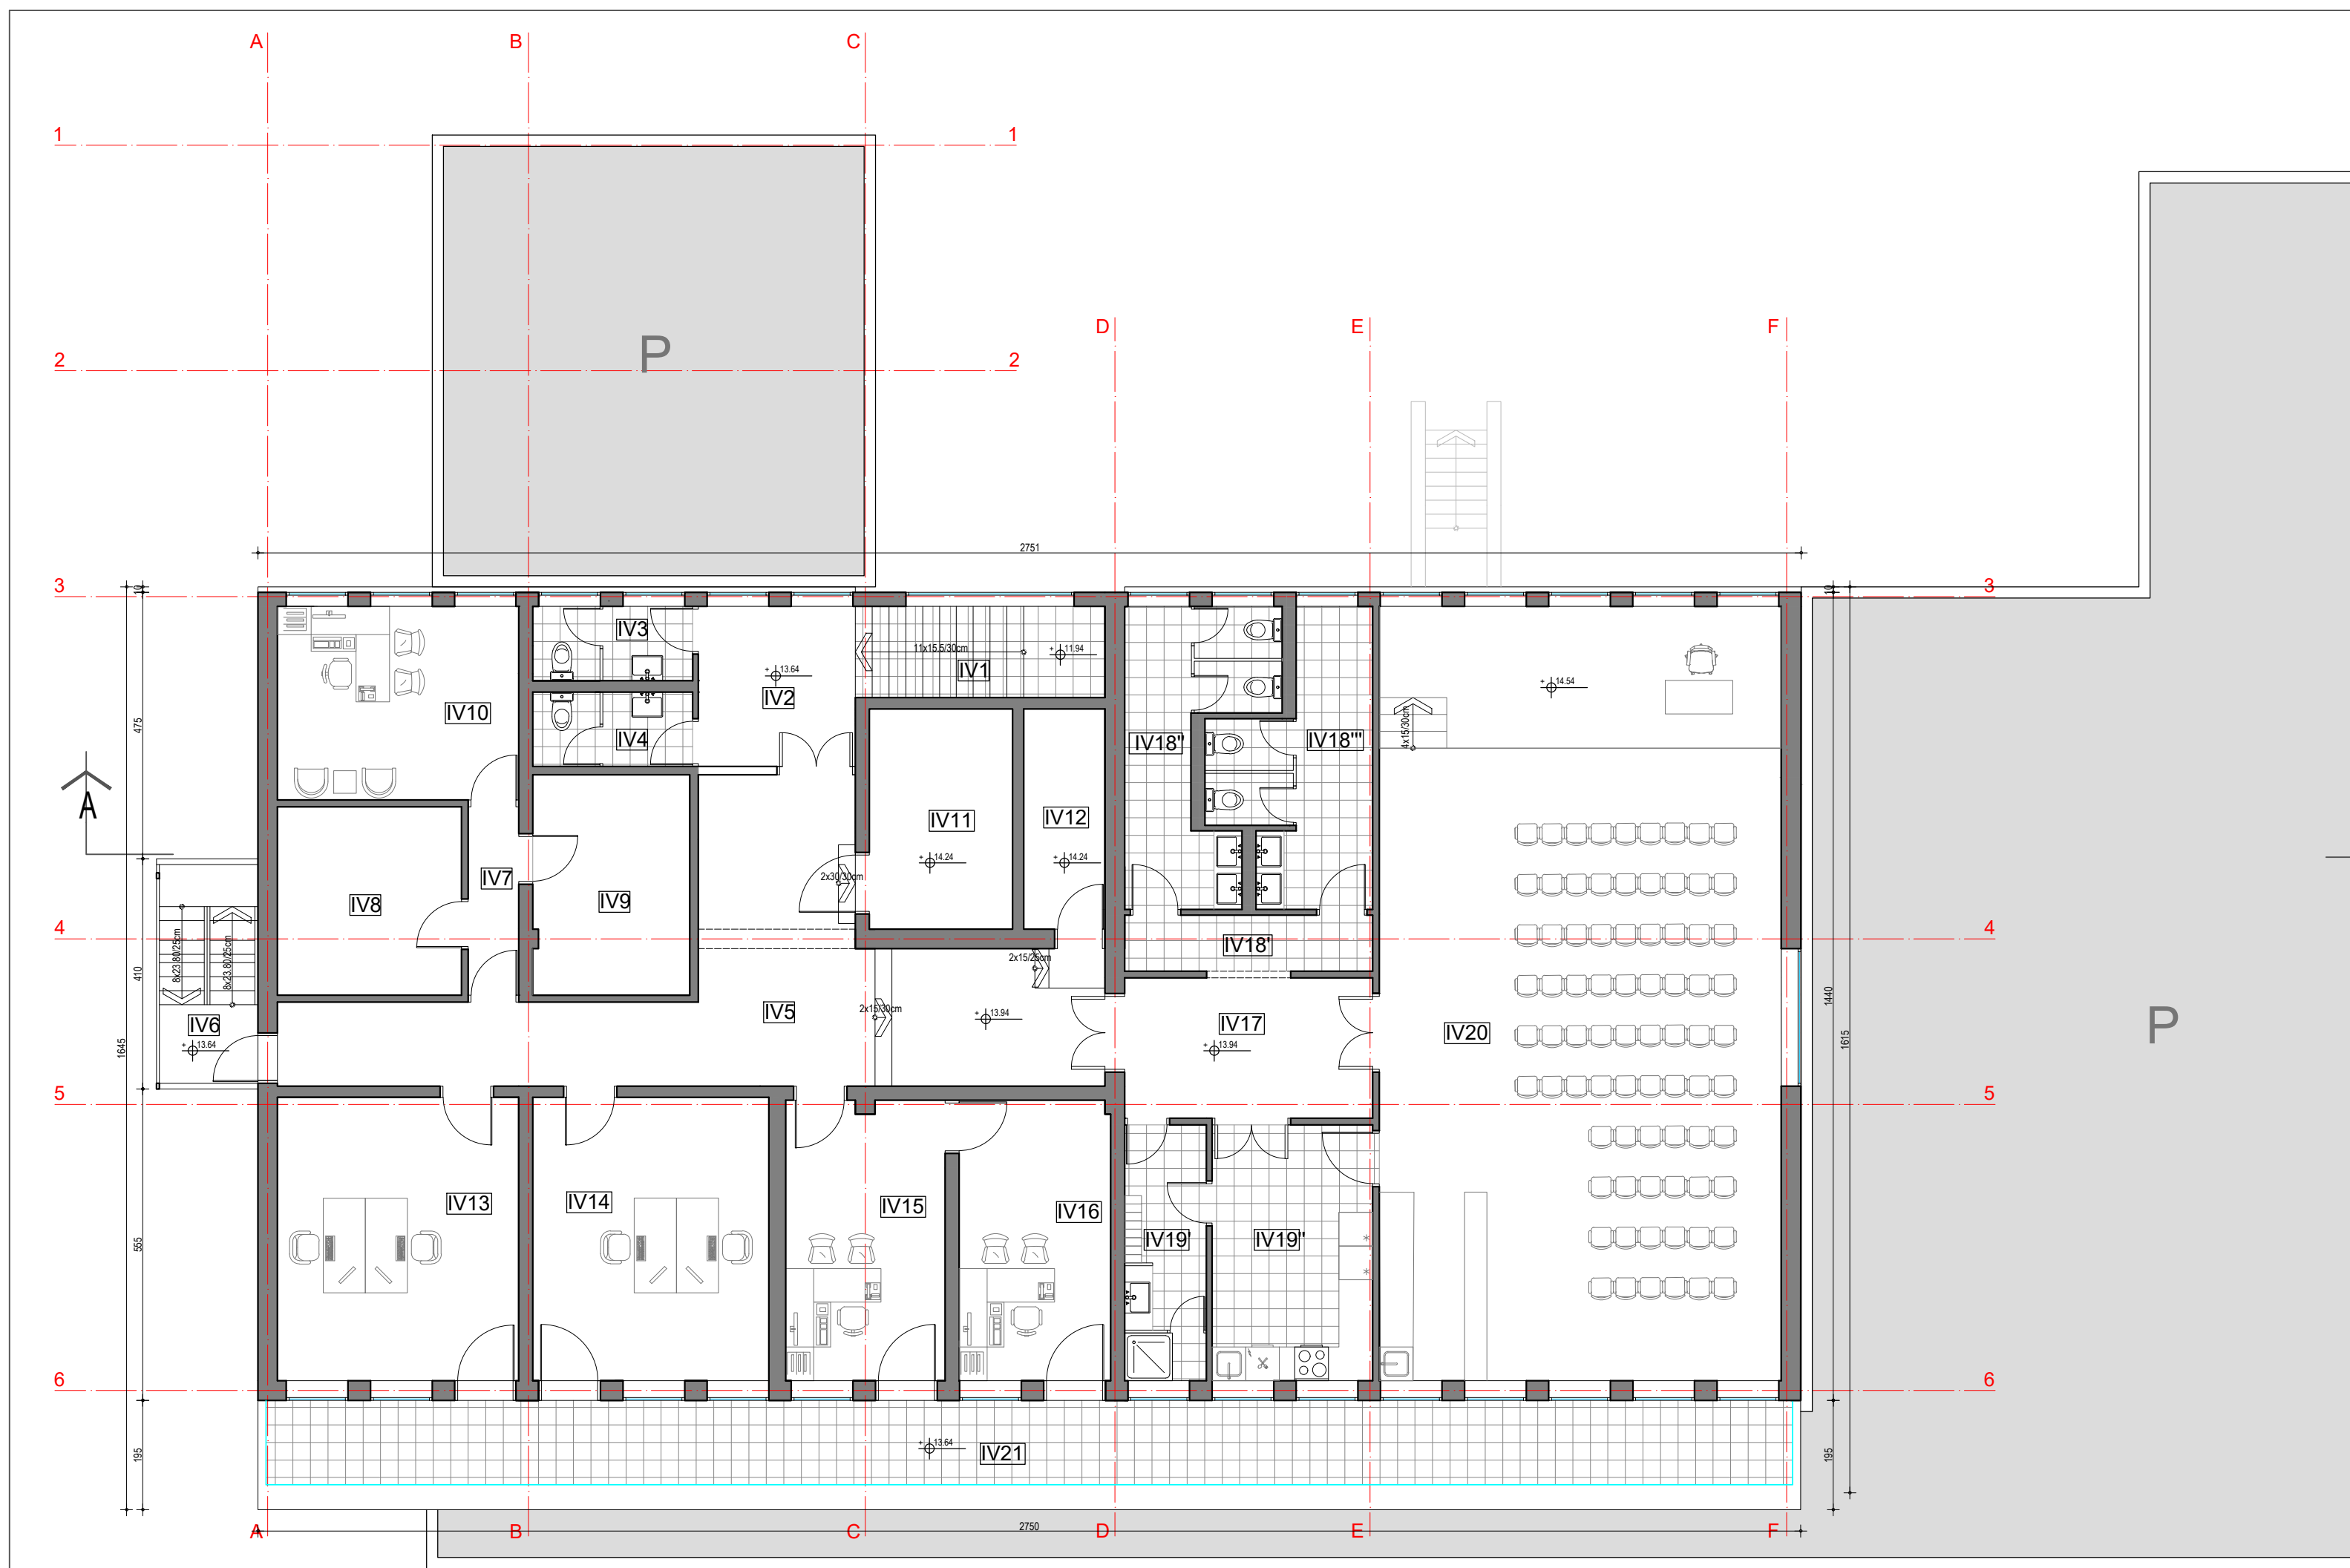 A
B
C
1
1
2
P
2
D
E
F
2751
3
10
10
3
IV3
11x15,5/30cm
+11.94
IV1
+13.64
IV2
IV10
IV4
475
+14.54
4x15/30cm
IV18''
IV18'''
A
IV11
IV12
+14.24
+14.24
2x30/30cm
IV7
IV8
IV9
4
4
IV18'
8x23.80/25cm
8x23.80/25cm
410
2x15/25cm
1440
P
IV6
+13.64
1645
IV5
2x15/30cm
+13.94
IV17
+13.94
IV20
1615
5
5
IV13
IV14
IV15
IV16
IV19'
IV19''
555
6
6
+13.64
IV21
195
195
A
B
C
2750
D
E
F